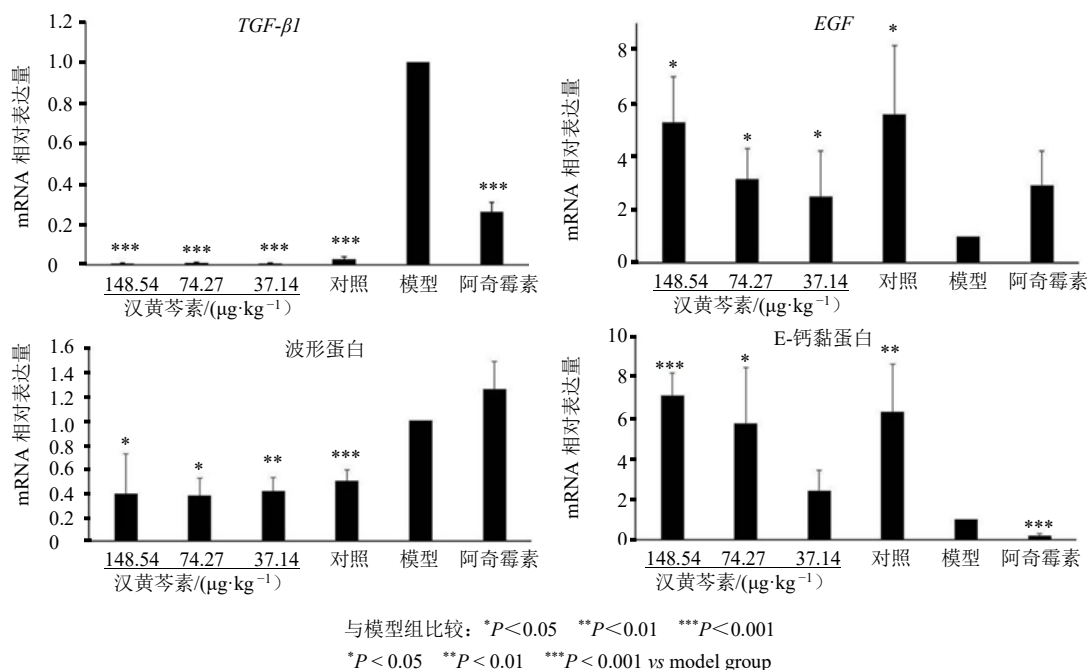 TGF-β1
1.2
1.0
0.8
0.6
0.4
0.2
0
mRNA 相对表达量
*** *** *** *** ***
148.54 74.27 37.14 对照 模型 阿奇霉素
汉黄芩素/(μg·kg⁻¹)
EGF
8
6
4
2
0
mRNA 相对表达量
* * * *
148.54 74.27 37.14 对照 模型 阿奇霉素
汉黄芩素/(μg·kg⁻¹)
波形蛋白
1.6
1.4
1.2
1.0
0.8
0.6
0.4
0.2
0
mRNA 相对表达量
* * ** ***
148.54 74.27 37.14 对照 模型 阿奇霉素
汉黄芩素/(μg·kg⁻¹)
E-钙黏蛋白
10
8
6
4
2
0
mRNA 相对表达量
*** * ** ***
148.54 74.27 37.14 对照 模型 阿奇霉素
汉黄芩素/(μg·kg⁻¹)
与模型组比较：*P＜0.05 **P＜0.01 ***P＜0.001
*P < 0.05 **P < 0.01 ***P < 0.001 vs model group